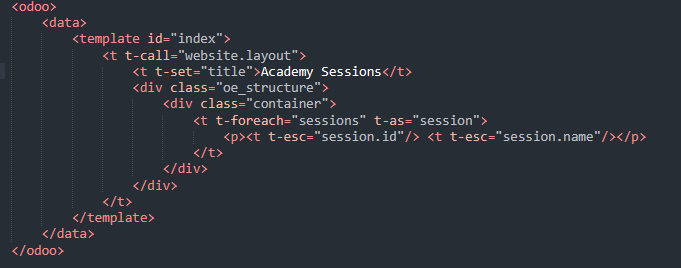 <odoo>
<data>
<template id="index">
<t t-call="website.layout">
<t t-set="title">Academy Sessions</t>
<div class="oe_structure">
<div class="container">
<t t-foreach="sessions" t-as="session">
<p><t t-esc="session.id"/> <t t-esc="session.name"/></p>
</t>
</div>
</div>
</t>
</template>
</data>
</odoo>